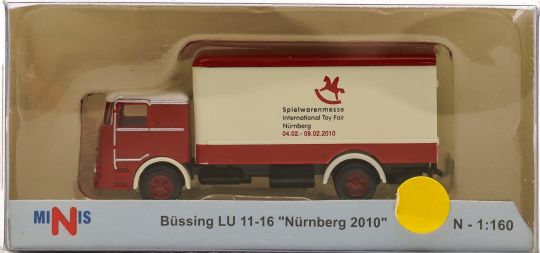 Spielwarenmesse
International Toy Fair
Nürnberg
04.02. - 09.02.2010
MINIS
Büssing LU 11-16 "Nürnberg 2010"
N - 1:160